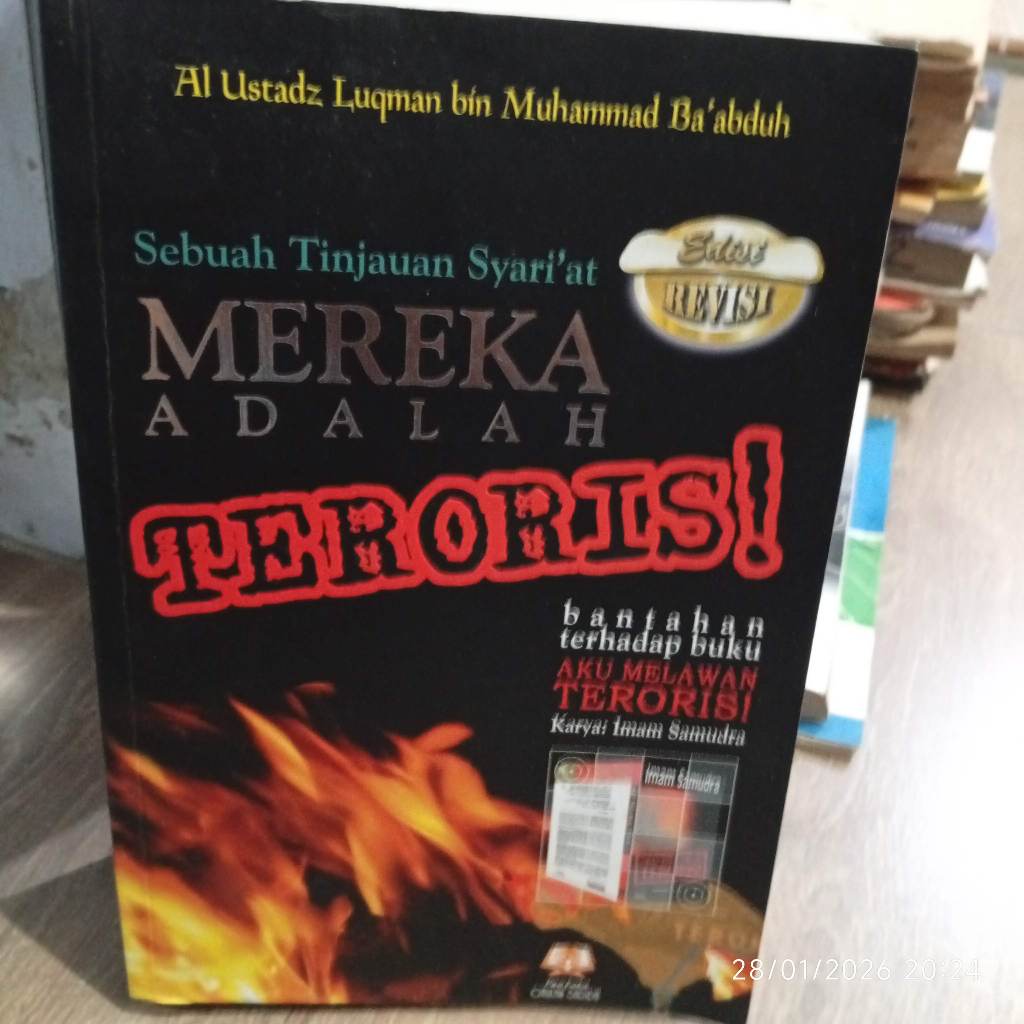 Al Ustadz Luqman bin Muhammad Ba'abduh
Sebuah Tinjauan Syari'at
Edisi
REVISI
MEREKA
ADALAH
TERORIS!
bantahan
terhadap buku
AKU MELAWAN
TERORIS!
Karya: Imam Samudra
Imam Samudra
TEROR
28/01/2026 20:24